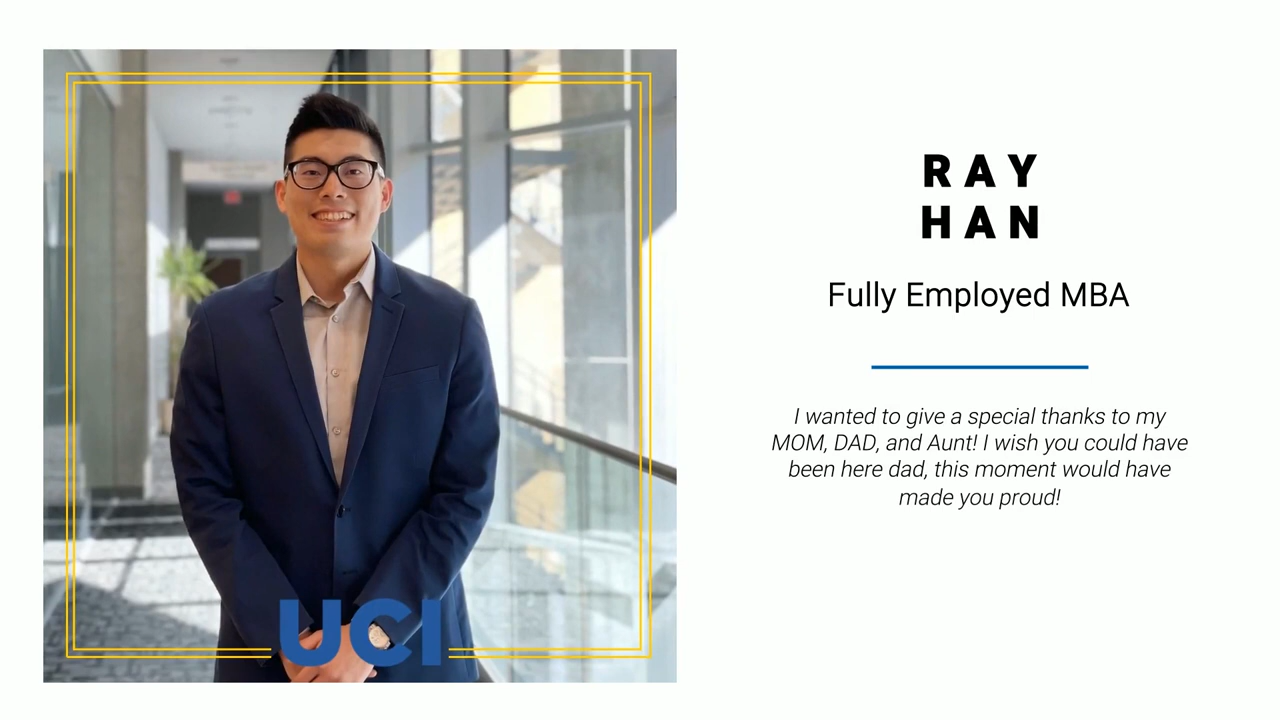 RAY
HAN
Fully Employed MBA
I wanted to give a special thanks to my
MOM, DAD, and Aunt! I wish you could have
been here dad, this moment would have
made you proud!
UCI